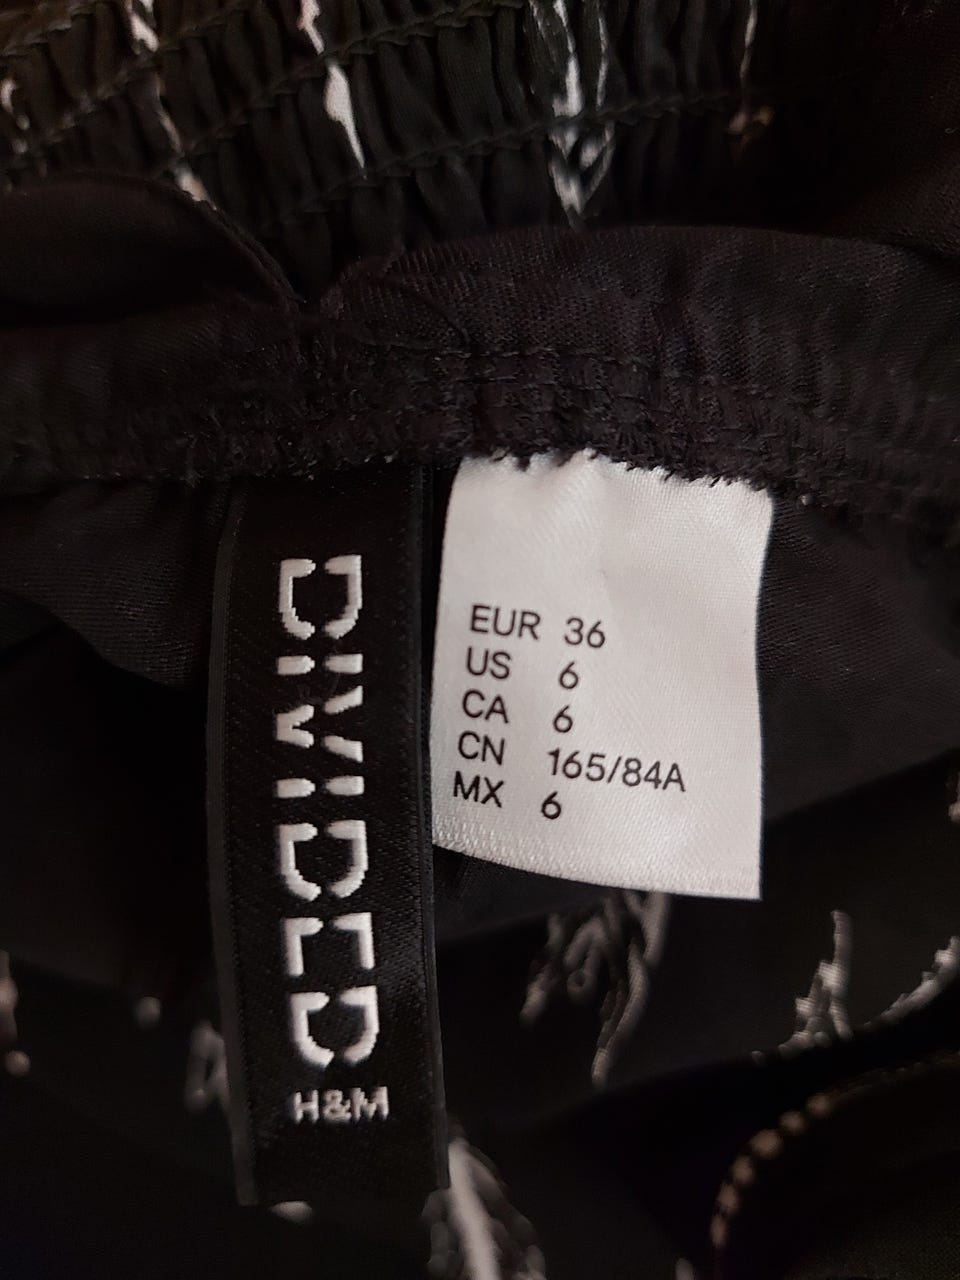 DIVIDED
H&M
EUR 36
US 6
CA 6
CN 165/84A
MX 6